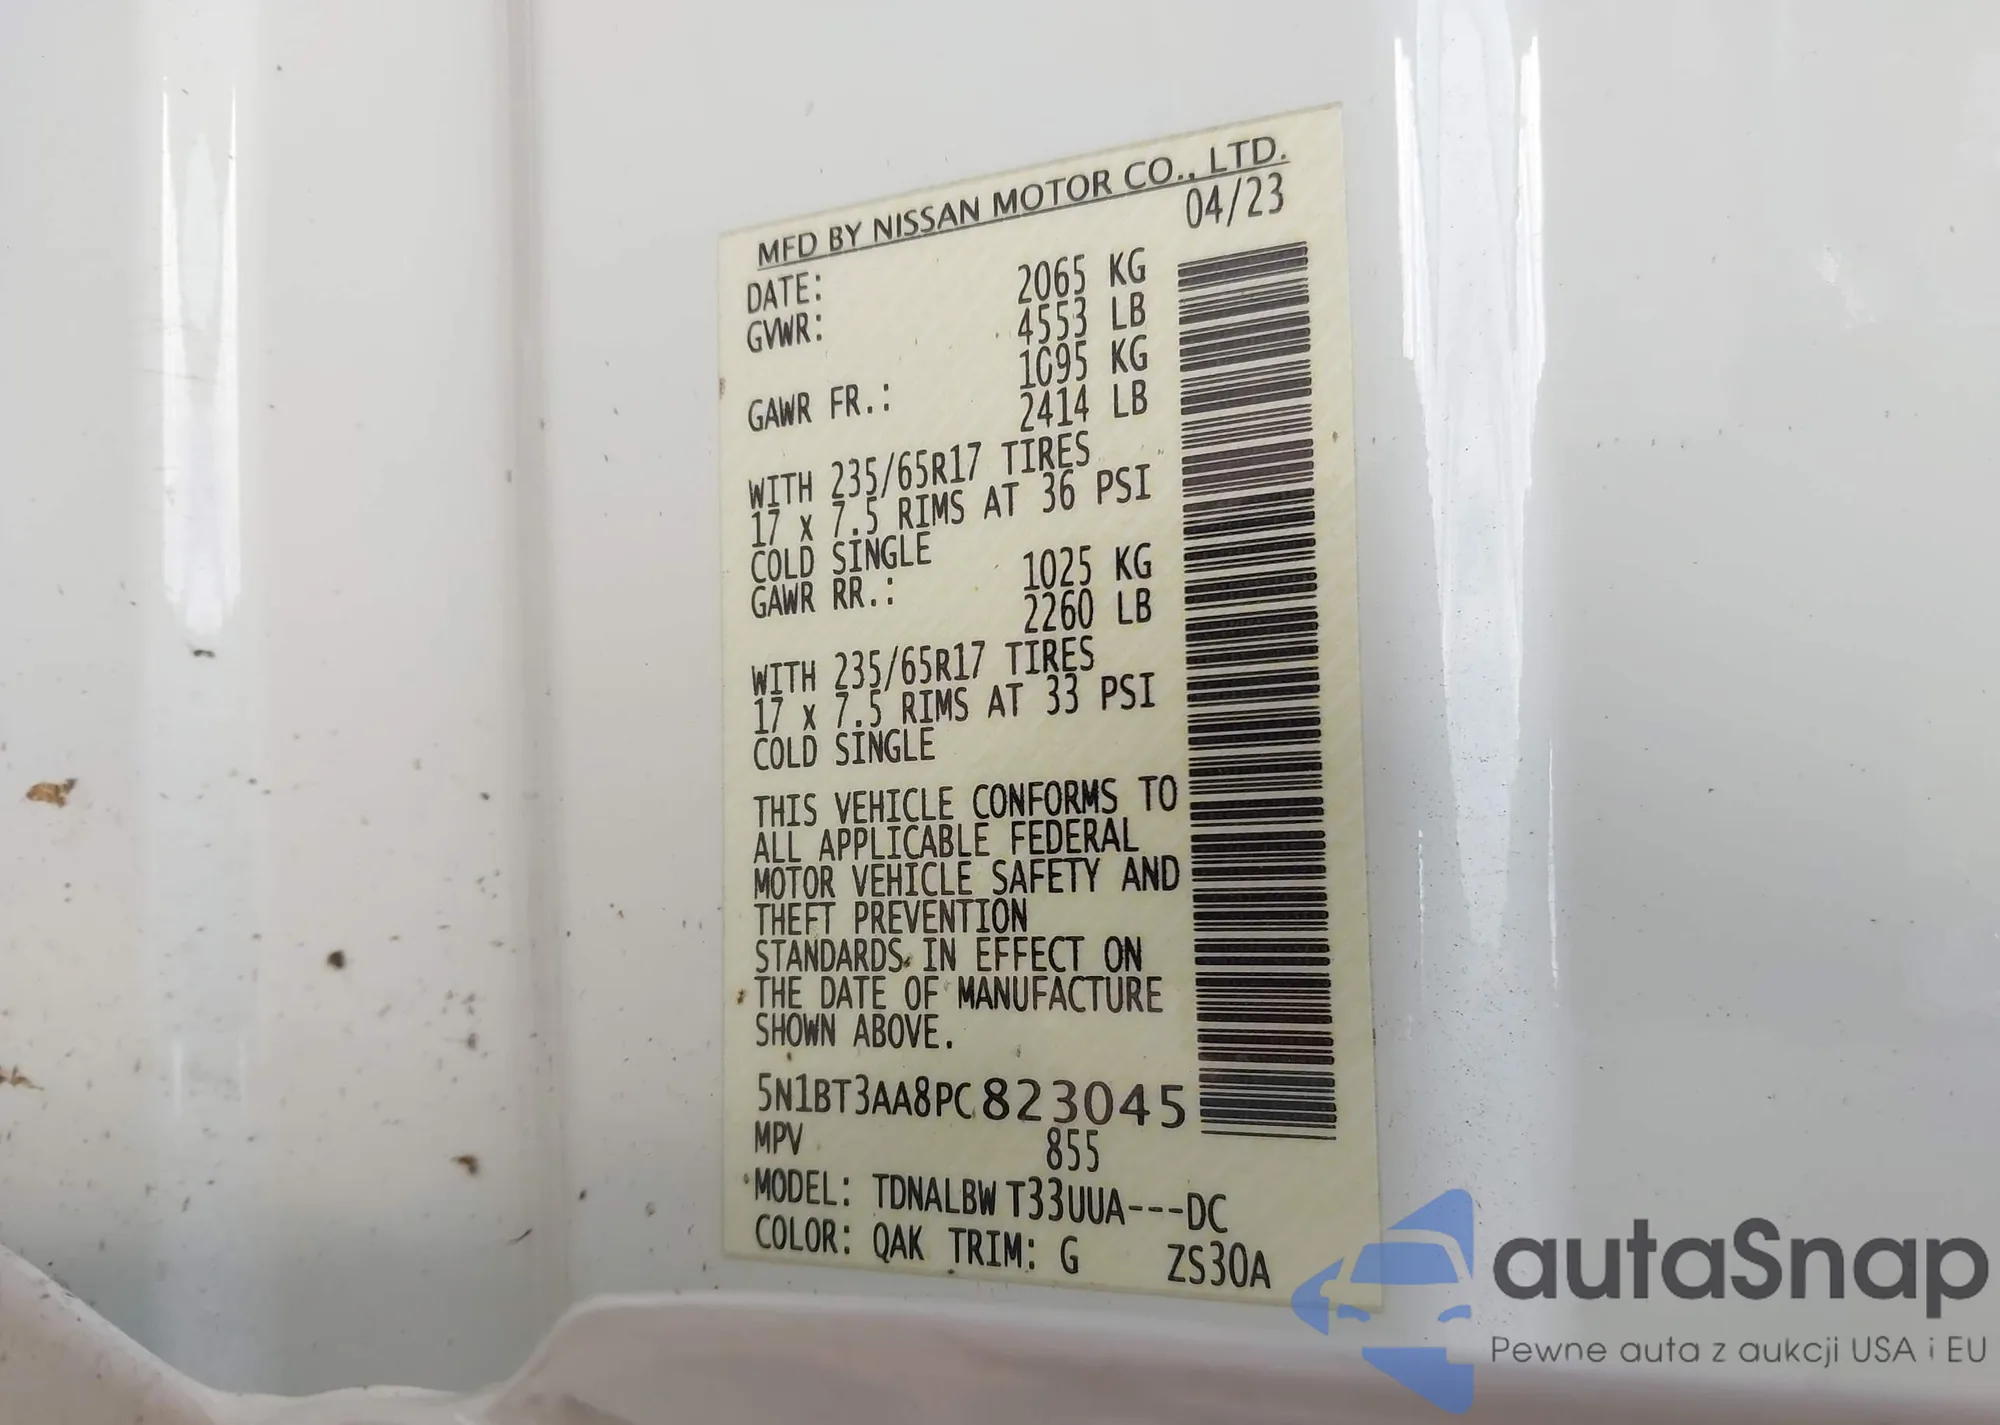 MFD BY NISSAN MOTOR CO., LTD.
DATE: 04/23
GVWR: 2065 KG
4553 LB
GAWR FR.: 1095 KG
2414 LB
WITH 235/65R17 TIRES
17 x 7.5 RIMS AT 36 PSI
COLD SINGLE
GAWR RR.: 1025 KG
2260 LB
WITH 235/65R17 TIRES
17 x 7.5 RIMS AT 33 PSI
COLD SINGLE
THIS VEHICLE CONFORMS TO
ALL APPLICABLE FEDERAL
MOTOR VEHICLE SAFETY AND
THEFT PREVENTION
STANDARDS IN EFFECT ON
THE DATE OF MANUFACTURE
SHOWN ABOVE.
5N1BT3AA8PC823045
MPV 855
MODEL: TDNALBW T33UUA---DC
COLOR: QAK TRIM: G ZS30A
autaSnap
Pewne auta z aukcji USA i EU